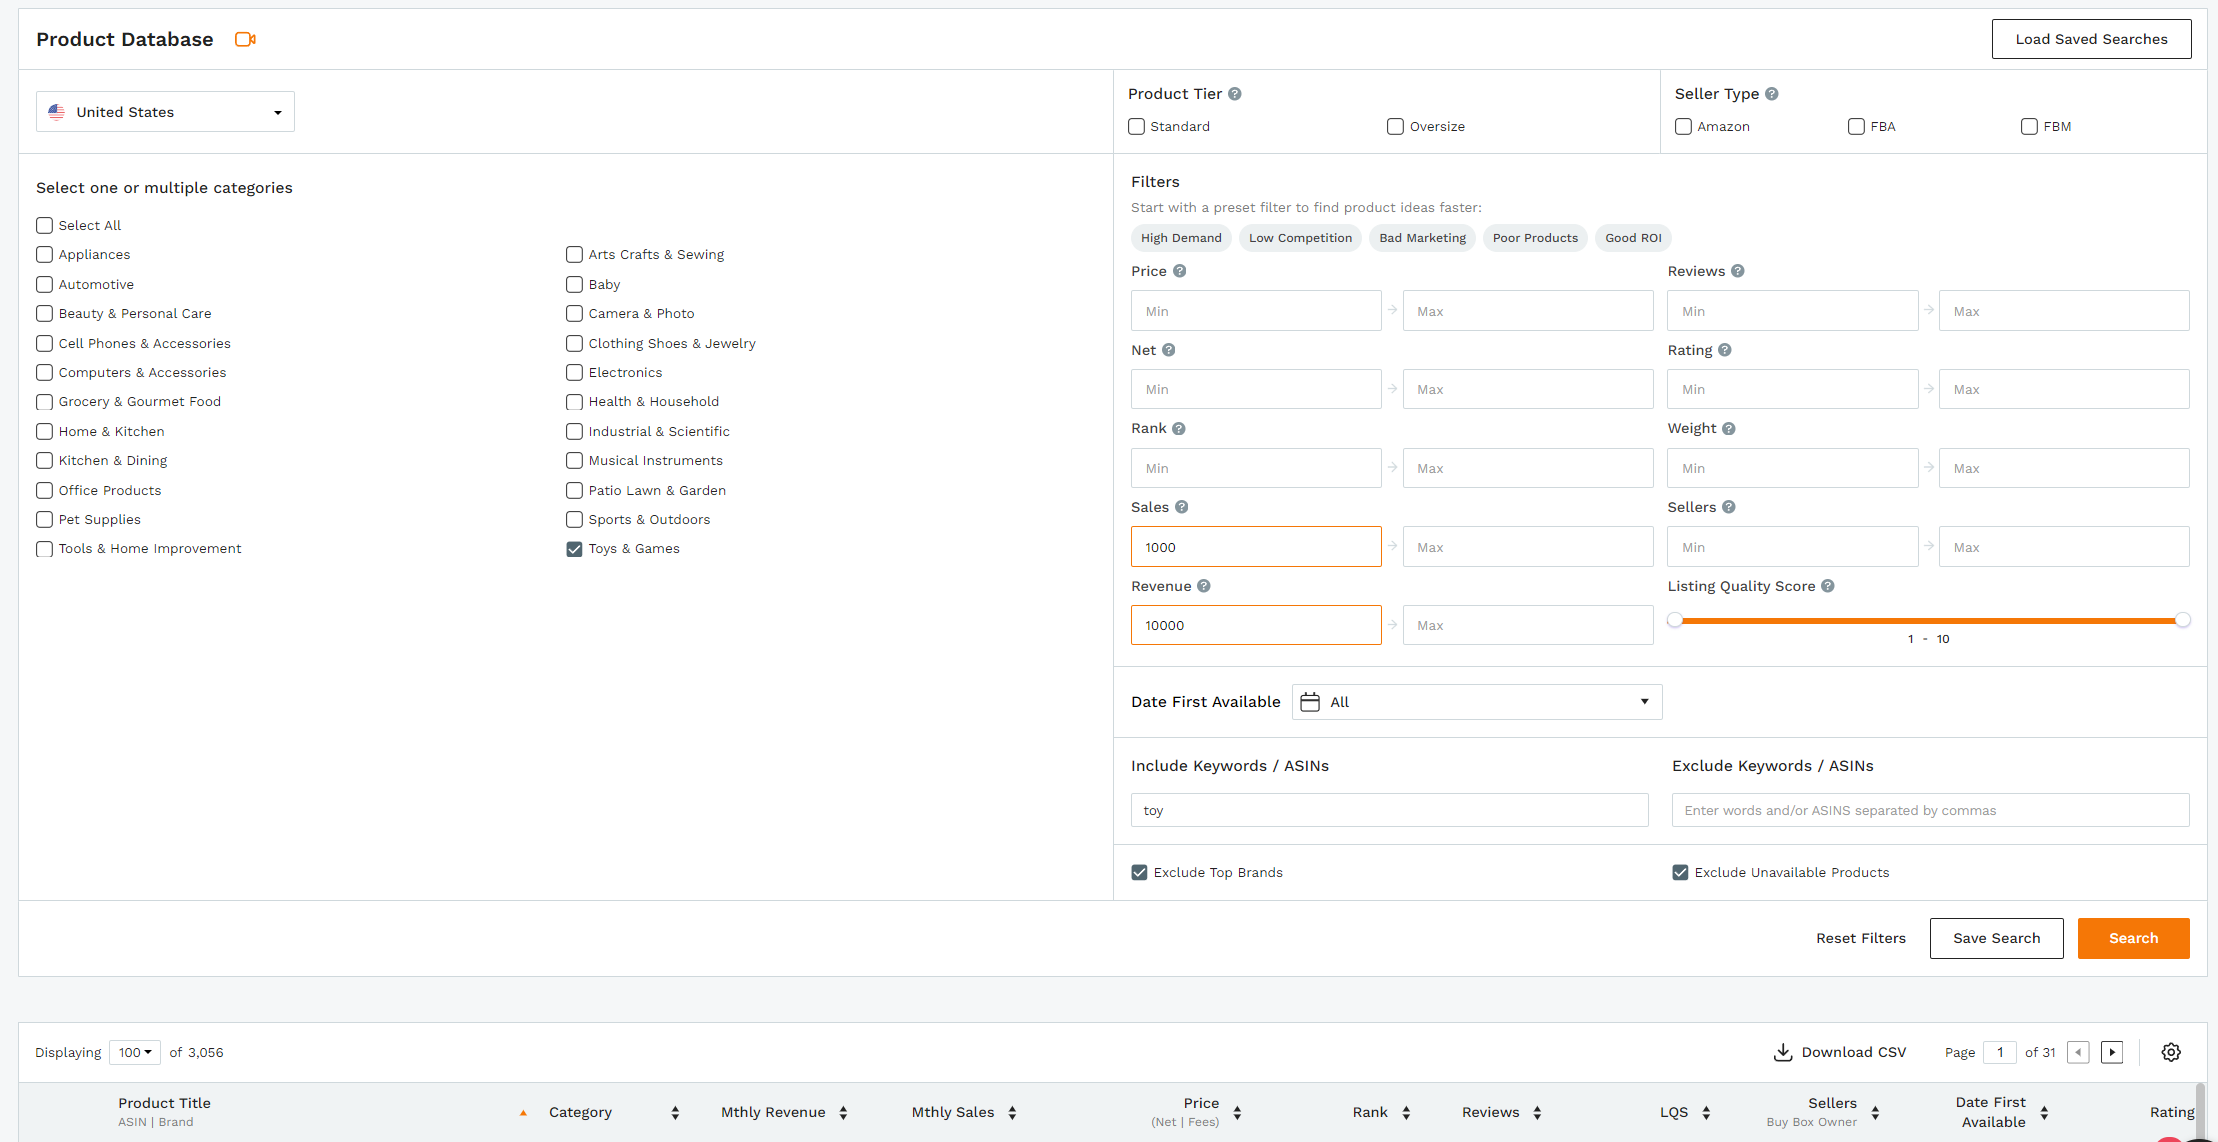 Product Database
Load Saved Searches
United States
Product Tier ?
Standard
Oversize
Seller Type ?
Amazon
FBA
FBM
Select one or multiple categories
Select All
Appliances
Arts Crafts & Sewing
Automotive
Baby
Beauty & Personal Care
Camera & Photo
Cell Phones & Accessories
Clothing Shoes & Jewelry
Computers & Accessories
Electronics
Grocery & Gourmet Food
Health & Household
Home & Kitchen
Industrial & Scientific
Kitchen & Dining
Musical Instruments
Office Products
Patio Lawn & Garden
Pet Supplies
Sports & Outdoors
Tools & Home Improvement
Toys & Games
Filters
Start with a preset filter to find product ideas faster:
High Demand
Low Competition
Bad Marketing
Poor Products
Good ROI
Price ?
Reviews ?
Min
Max
Min
Max
Net ?
Rating ?
Min
Max
Min
Max
Rank ?
Weight ?
Min
Max
Min
Max
Sales ?
Sellers ?
1000
Max
Min
Max
Revenue ?
Listing Quality Score ?
10000
Max
1 - 10
Date First Available
All
Include Keywords / ASINs
Exclude Keywords / ASINs
toy
Enter words and/or ASINS separated by commas
Exclude Top Brands
Exclude Unavailable Products
Reset Filters
Save Search
Search
Displaying 100 of 3,056
Download CSV
Page 1 of 31
Product Title
ASIN | Brand
Category
Mthly Revenue
Mthly Sales
Price
(Net | Fees)
Rank
Reviews
LQS
Sellers
Buy Box Owner
Date First
Available
Rating